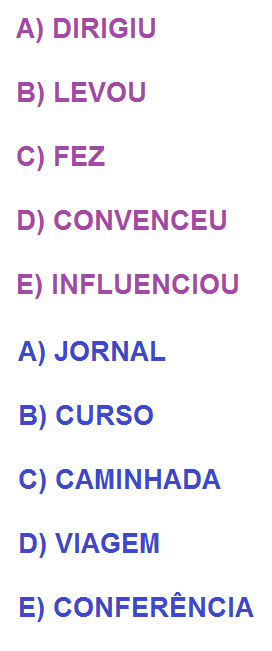 A) DIRIGIU
B) LEVOU
C) FEZ
D) CONVENCEU
E) INFLUENCIOU
A) JORNAL
B) CURSO
C) CAMINHADA
D) VIAGEM
E) CONFERÊNCIA